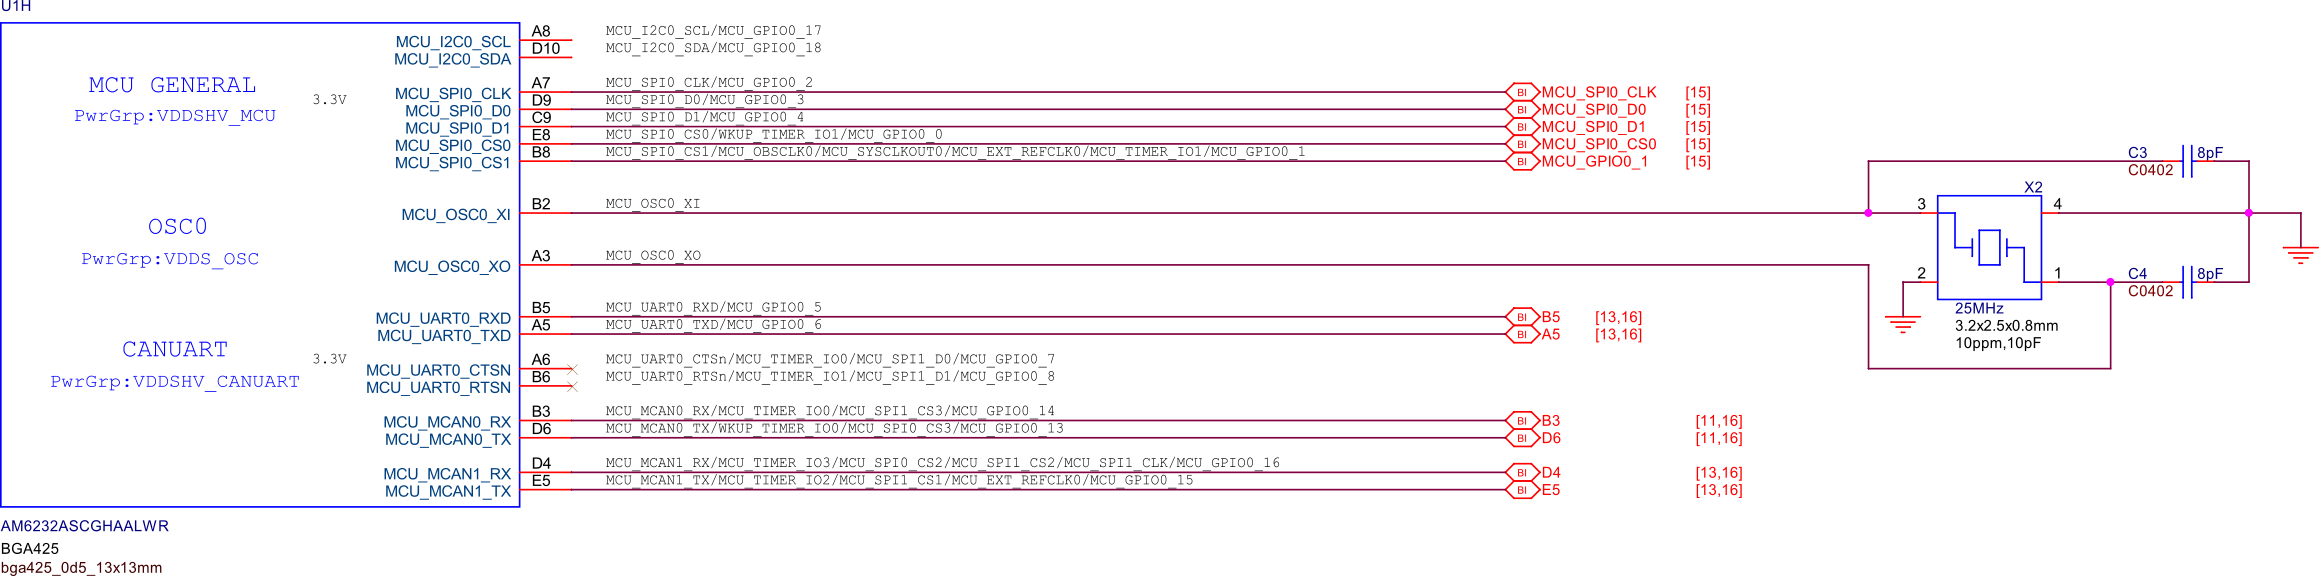 U1H
MCU GENERAL
PwrGrp:VDDSHV_MCU
3.3V
MCU_I2C0_SCL A8 MCU_I2C0_SCL/MCU_GPIO0_17
MCU_I2C0_SDA D10 MCU_I2C0_SDA/MCU_GPIO0_18
MCU_SPI0_CLK A7 MCU_SPI0_CLK/MCU_GPIO0_2 BI MCU_SPI0_CLK [15]
MCU_SPI0_D0 D9 MCU_SPI0_D0/MCU_GPIO0_3 BI MCU_SPI0_D0 [15]
MCU_SPI0_D1 C9 MCU_SPI0_D1/MCU_GPIO0_4 BI MCU_SPI0_D1 [15]
MCU_SPI0_CS0 E8 MCU_SPI0_CS0/WKUP_TIMER_IO1/MCU_GPIO0_0 BI MCU_SPI0_CS0 [15]
MCU_SPI0_CS1 B8 MCU_SPI0_CS1/MCU_OBSCLK0/MCU_SYSCLKOUT0/MCU_EXT_REFCLK0/MCU_TIMER_IO1/MCU_GPIO0_1 BI MCU_GPIO0_1 [15]
OSC0
PwrGrp:VDDS_OSC
MCU_OSC0_XI B2 MCU_OSC0_XI
MCU_OSC0_XO A3 MCU_OSC0_XO
C3 8pF
C0402
X2
3 4
2 1
C4 8pF
C0402
25MHz
3.2x2.5x0.8mm
10ppm,10pF
CANUART
PwrGrp:VDDSHV_CANUART
3.3V
MCU_UART0_RXD B5 MCU_UART0_RXD/MCU_GPIO0_5 BI B5 [13,16]
MCU_UART0_TXD A5 MCU_UART0_TXD/MCU_GPIO0_6 BI A5 [13,16]
MCU_UART0_CTSN A6 MCU_UART0_CTSn/MCU_TIMER_IO0/MCU_SPI1_D0/MCU_GPIO0_7
MCU_UART0_RTSN B6 MCU_UART0_RTSn/MCU_TIMER_IO1/MCU_SPI1_D1/MCU_GPIO0_8
MCU_MCAN0_RX B3 MCU_MCAN0_RX/MCU_TIMER_IO0/MCU_SPI1_CS3/MCU_GPIO0_14 BI B3 [11,16]
MCU_MCAN0_TX D6 MCU_MCAN0_TX/WKUP_TIMER_IO0/MCU_SPI0_CS3/MCU_GPIO0_13 BI D6 [11,16]
MCU_MCAN1_RX D4 MCU_MCAN1_RX/MCU_TIMER_IO3/MCU_SPI0_CS2/MCU_SPI1_CS2/MCU_SPI1_CLK/MCU_GPIO0_16 BI D4 [13,16]
MCU_MCAN1_TX E5 MCU_MCAN1_TX/MCU_TIMER_IO2/MCU_SPI1_CS1/MCU_EXT_REFCLK0/MCU_GPIO0_15 BI E5 [13,16]
AM6232ASCGHAALWR
BGA425
bga425_0d5_13x13mm